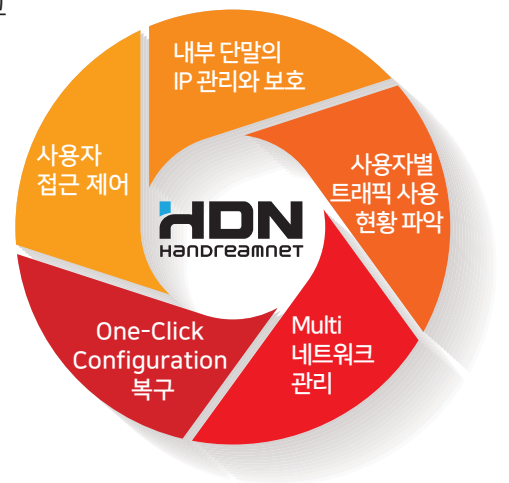 내부 단말의
IP 관리와 보호
사용자별
트래픽 사용
현황 파악
Multi
네트워크
관리
One-Click
Configuration
복구
사용자
접근 제어
HDN
Handreamnet